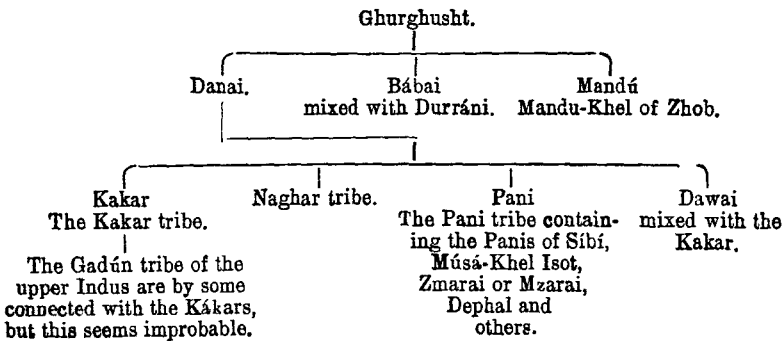 Ghurghusht.
Danai.
Bábai
mixed with Durráni.
Mandú
Mandu-Khel of Zhob.
Kakar
The Kakar tribe.
The Gadún tribe of the
upper Indus are by some
connected with the Kákars,
but this seems improbable.
Naghar tribe.
Pani
The Pani tribe contain-
ing the Panis of Síbí,
Músá-Khel Isot,
Zmarai or Mzarai,
Dephal and
others.
Dawai
mixed with the
Kakar.